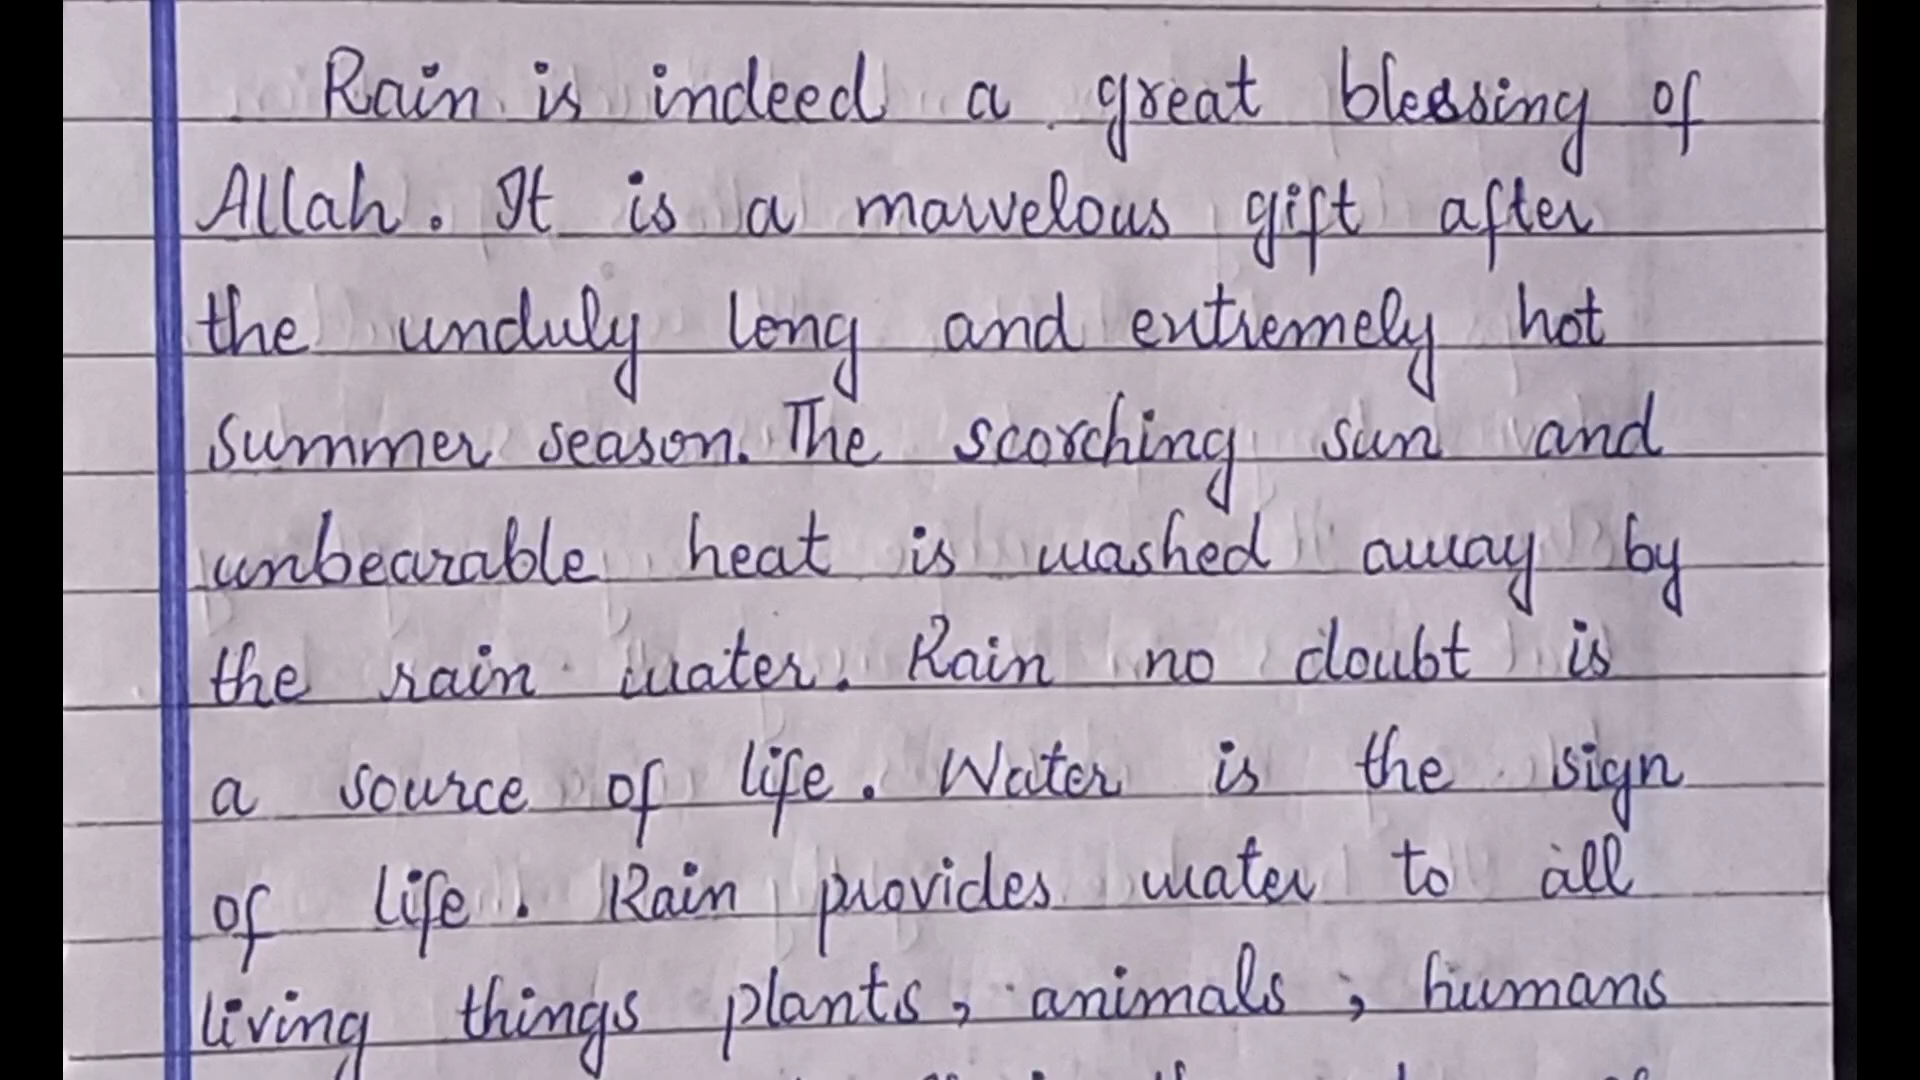 Rain is indeed a great blessing of
Allah. It is a marvelous gift after
the unduly long and extremely hot
summer season. The scorching sun and
unbearable heat is washed away by
the rain water. Rain no doubt is
a source of life. Water is the sign
of life. Rain provides water to all
living things plants, animals, humans